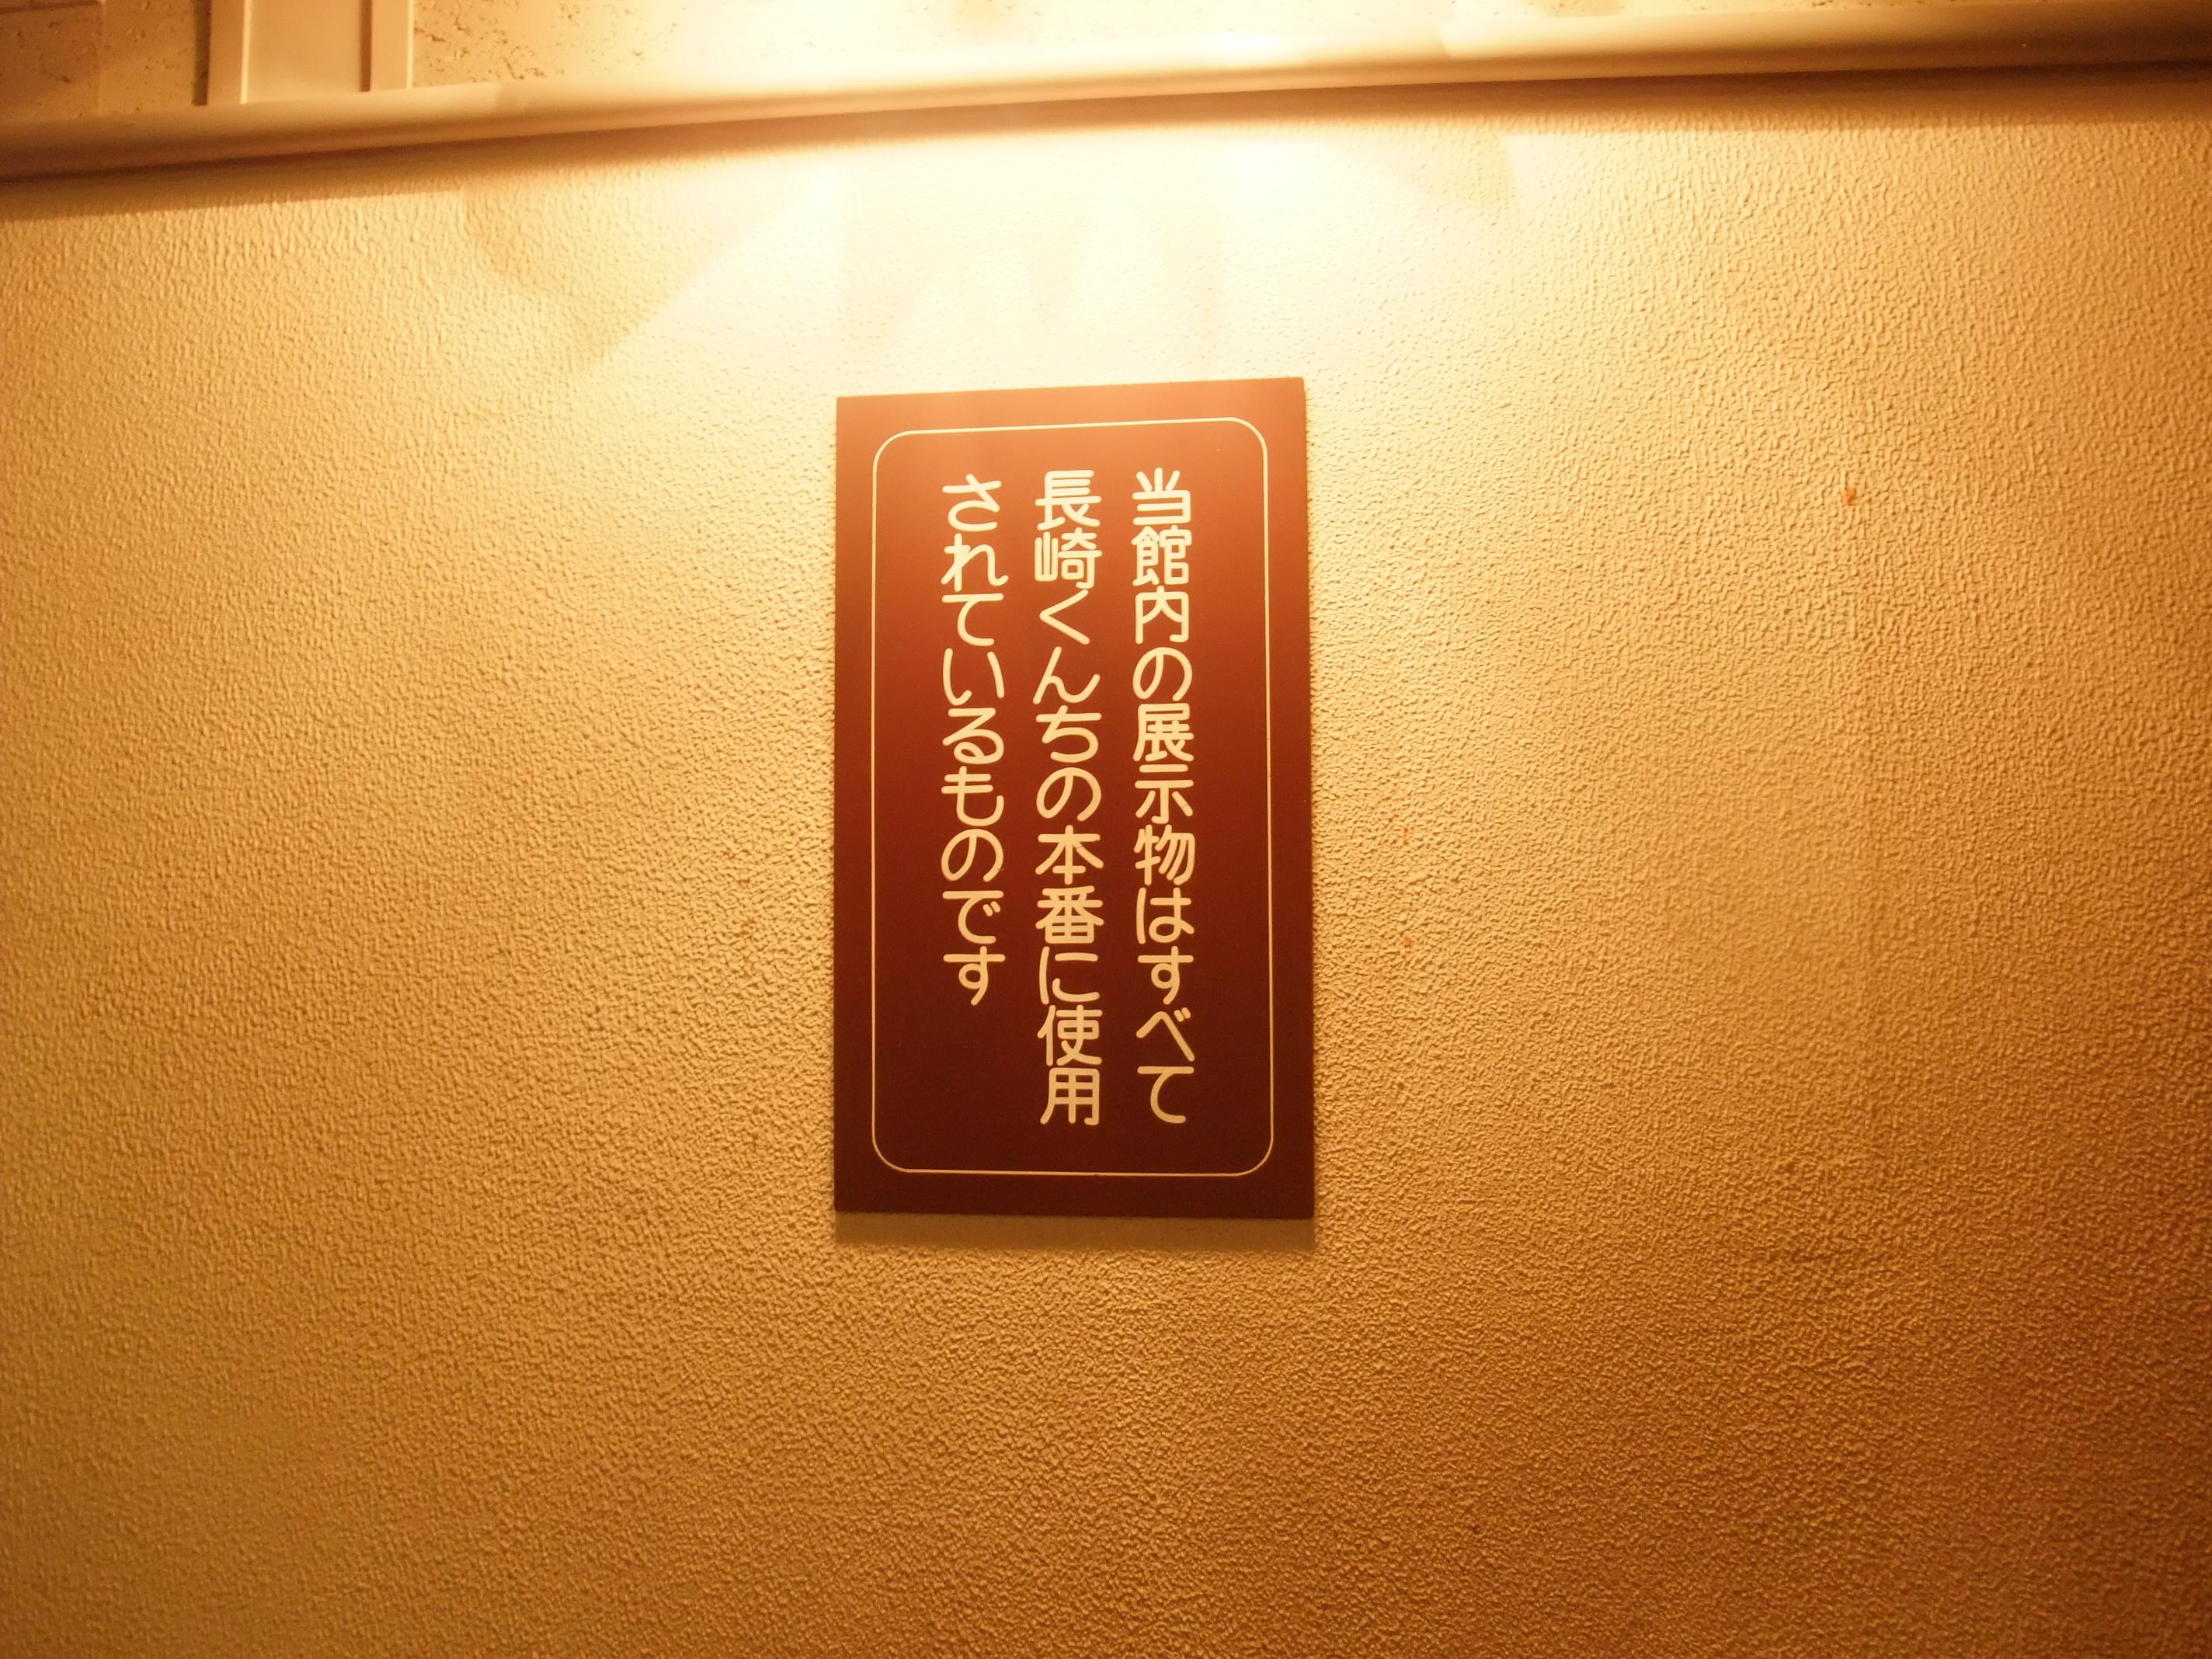 当館内の展示物はすべて
長崎くんちの本番に使用
されているものです